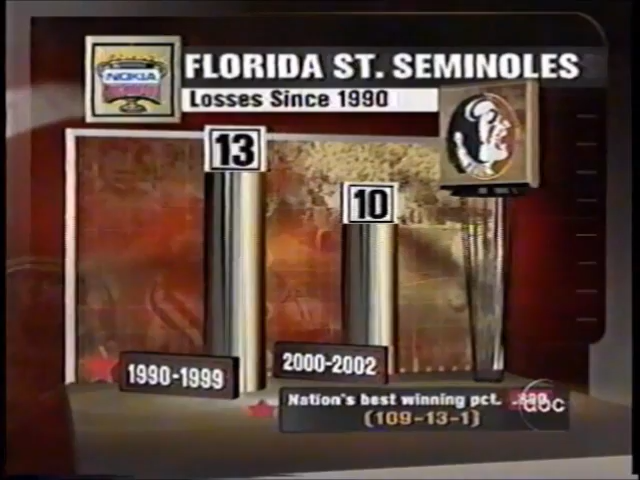 NOKIA
FLORIDA ST. SEMINOLES
Losses Since 1990
13
10
1990-1999
2000-2002
Nation's best winning pct.
(109-13-1)
abc